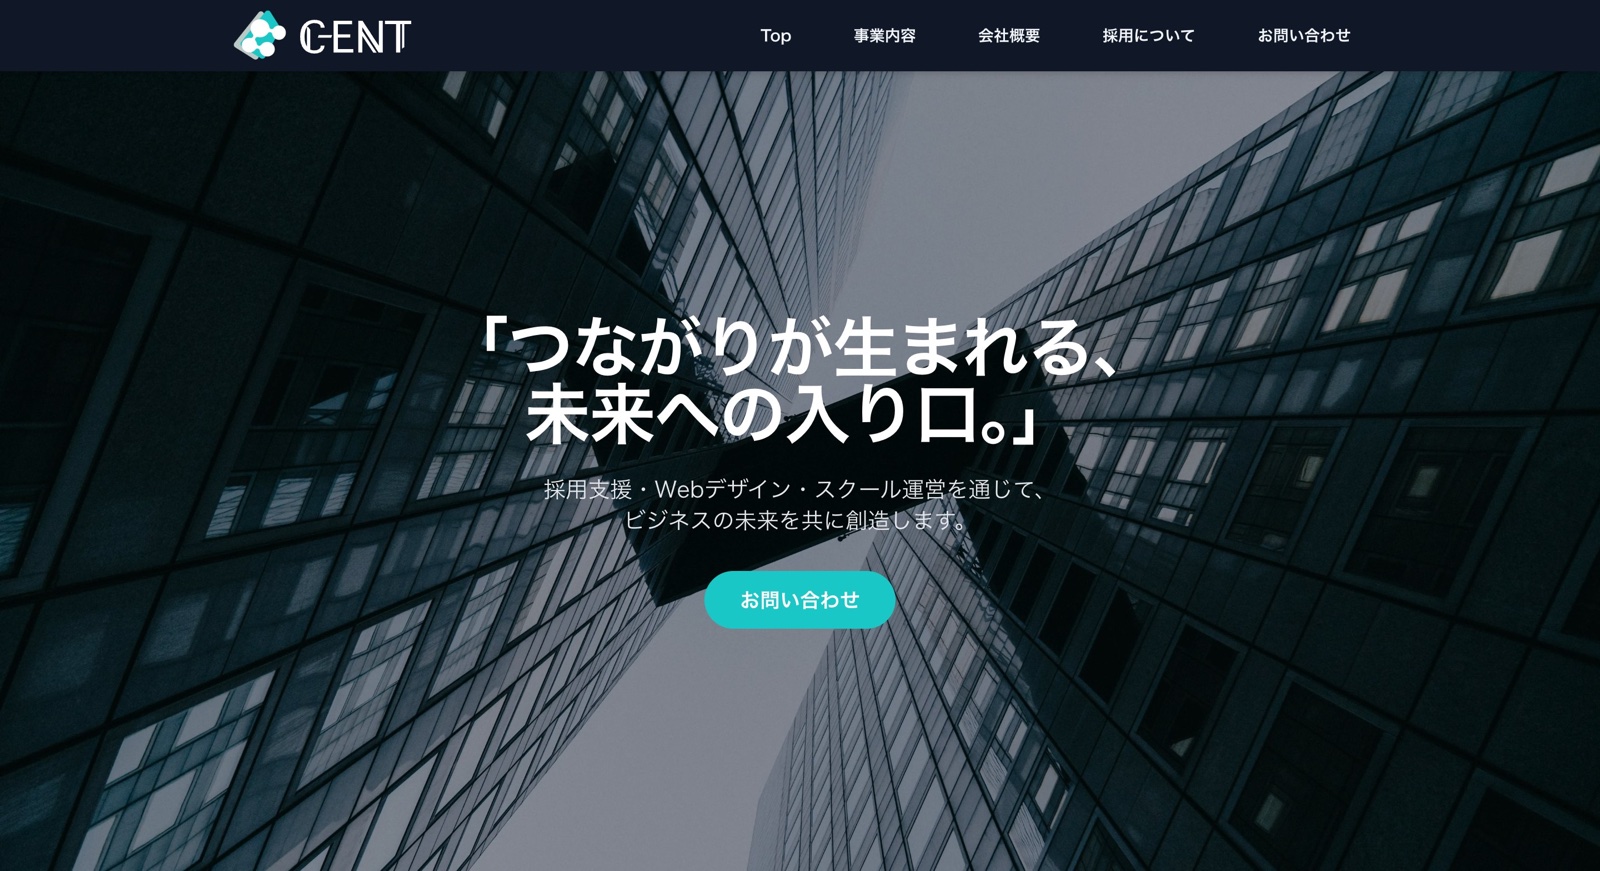 CENT
Top
事業内容
会社概要
採用について
お問い合わせ
「つながりが生まれる、
未来への入り口。」
採用支援・Webデザイン・スクール運営を通じて、
ビジネスの未来を共に創造します。
お問い合わせ